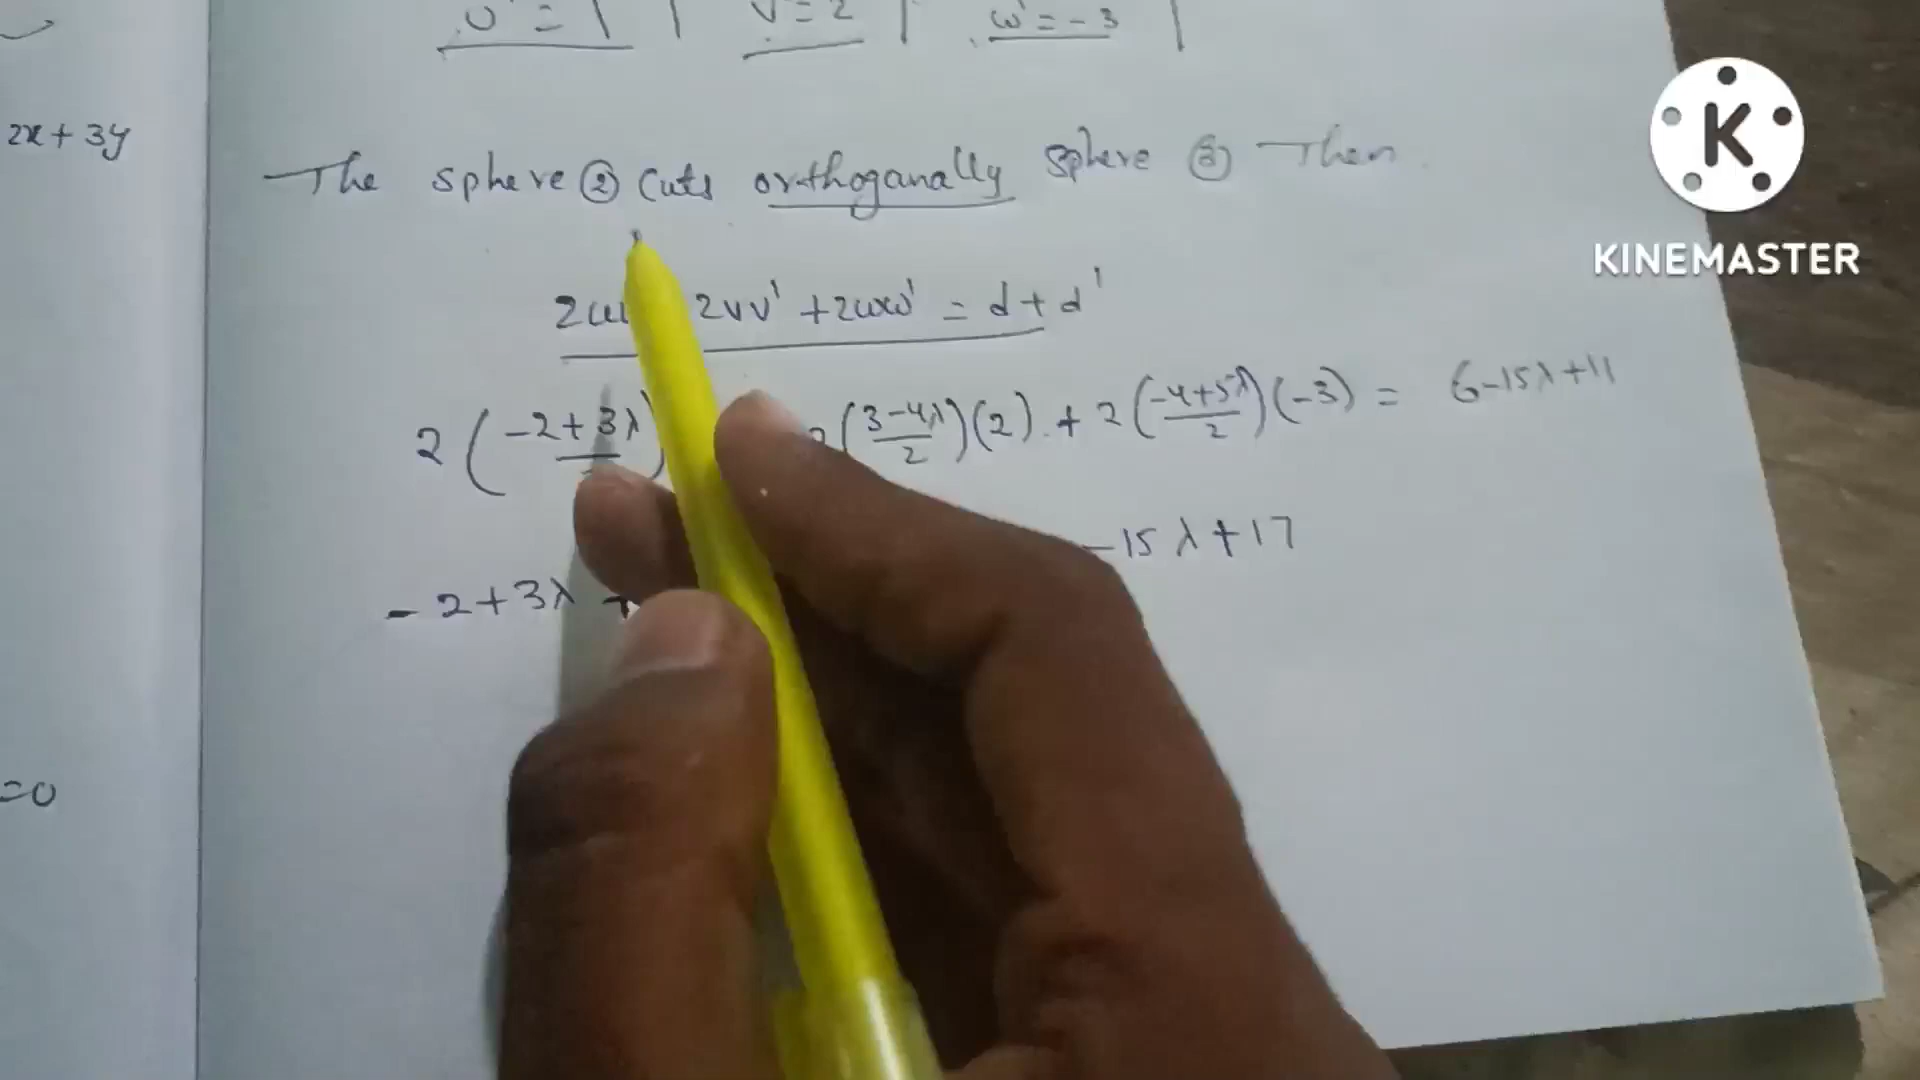 U' = 1 | V' = 2 | w' = -3 |
2x + 3y
The sphere ② cuts orthoganally sphere ③ Then
2uu' 2vv' + 2ww' = d + d'
2(-2+3λ) (3-4λ/2)(2) + 2(-4+5λ/2)(-3) = 6-15λ+11
-2+3λ + -15λ+17
=0
KINEMASTER